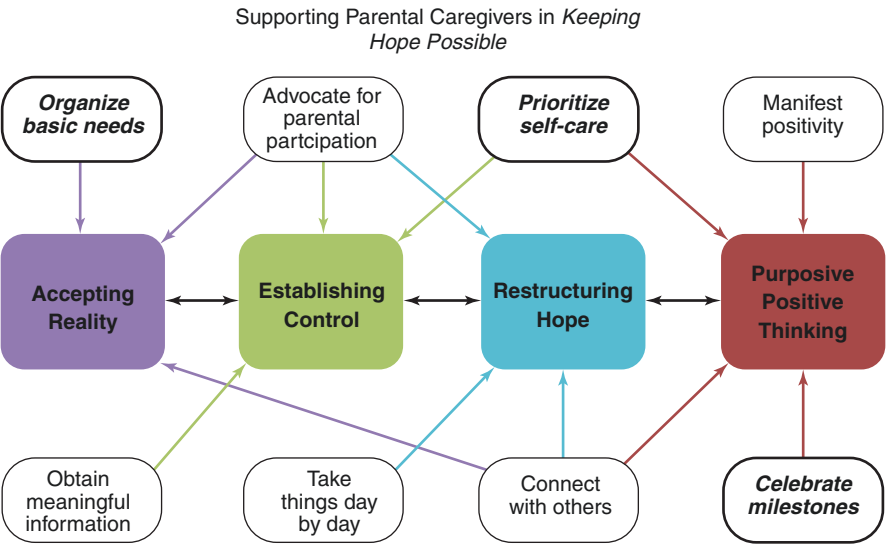 Supporting Parental Caregivers in Keeping
Hope Possible
Organize
basic needs
Advocate for
parental
partcipation
Prioritize
self-care
Manifest
positivity
Accepting
Reality
Establishing
Control
Restructuring
Hope
Purposive
Positive
Thinking
Obtain
meaningful
information
Take
things day
by day
Connect
with others
Celebrate
milestones